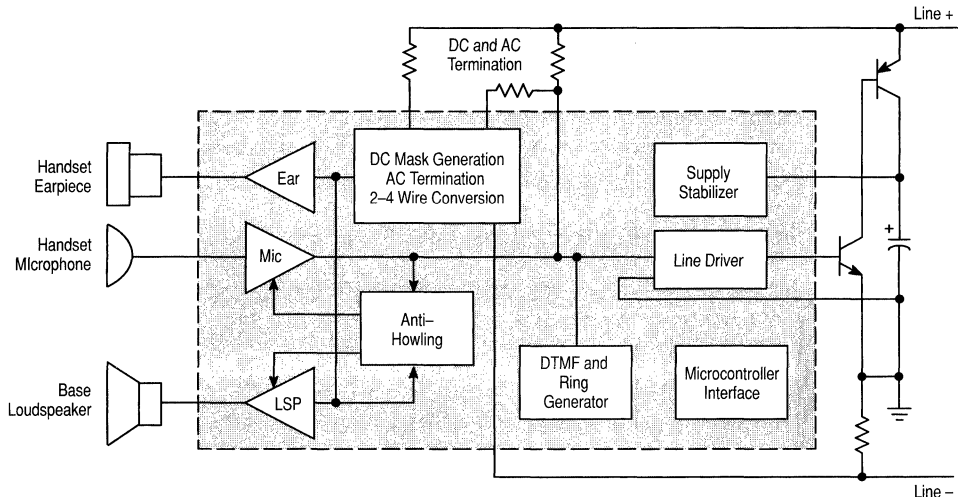 Line +
DC and AC
Termination
Handset
Earpiece
Ear
DC Mask Generation
AC Termination
2–4 Wire Conversion
Supply
Stabilizer
Handset
MIcrophone
Mic
Line Driver
+
Anti–
Howling
DTMF and
Ring
Generator
Microcontroller
Interface
Base
Loudspeaker
LSP
Line –